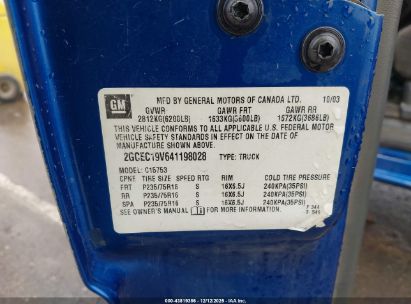 GM
MFD BY GENERAL MOTORS OF CANADA LTD. 10/03
GVWR GAWR FRT GAWR RR
2812KG(6200LB) 1633KG(3600LB) 1672KG(3686LB)
THIS VEHICLE CONFORMS TO ALL APPLICABLE U.S. FEDERAL MOTOR
VEHICLE SAFETY STANDARDS IN EFFECT ON THE DATE OF
MANUFACTURE SHOWN ABOVE.
2GCEC19V641198028 TYPE: TRUCK
MODEL: C15753
TIRE SIZE SPEED RTG RIM COLD TIRE PRESSURE
FRT P235/75R16 S 16X6.5J 240KPA(35PSI)
RR P235/75R16 S 16X6.5J 240KPA(35PSI)
SPA P235/75R16 S 16X6.5J 240KPA(35PSI)
SEE OWNER'S MANUAL FOR MORE INFORMATION.